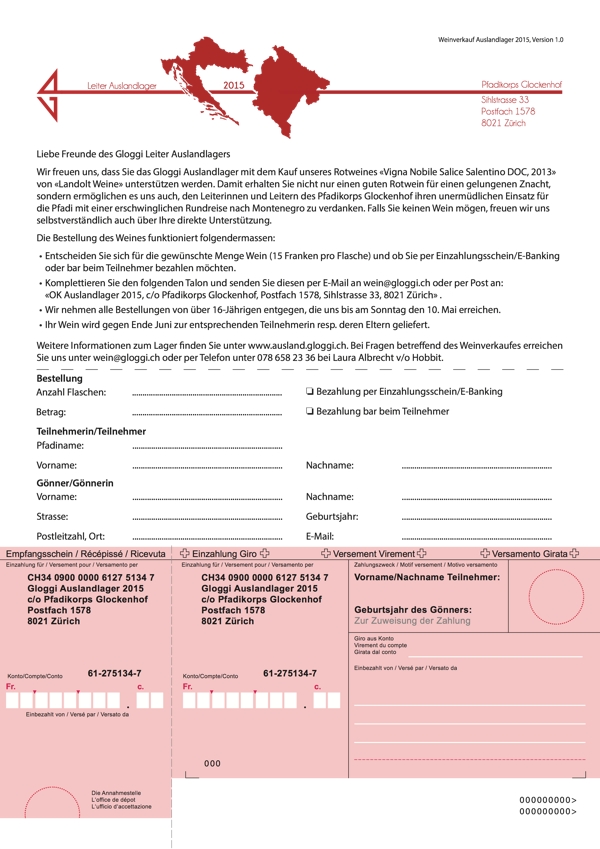 Weinverkauf Auslandlager 2015, Version 1.0
Leiter Auslandlager
2015
Pfadikorps Glockenhof
Sihlstrasse 33
Postfach 1578
8021 Zürich
Liebe Freunde des Gloggi Leiter Auslandlagers
Wir freuen uns, dass Sie das Gloggi Auslandlager mit dem Kauf unseres Rotweines «Vigna Nobile Salice Salentino DOC, 2013»
von «Landolt Weine» unterstützen werden. Damit erhalten Sie nicht nur einen guten Rotwein für einen gelungenen Znacht,
sondern ermöglichen es uns auch, den Leiterinnen und Leitern des Pfadikorps Glockenhof ihren unermüdlichen Einsatz für
die Pfadi mit einer erschwinglichen Rundreise nach Montenegro zu verdanken. Falls Sie keinen Wein mögen, freuen wir uns
selbstverständlich auch über Ihre direkte Unterstützung.
Die Bestellung des Weines funktioniert folgendermassen:
• Entscheiden Sie sich für die gewünschte Menge Wein (15 Franken pro Flasche) und ob Sie per Einzahlungsschein/E-Banking
oder bar beim Teilnehmer bezahlen möchten.
• Komplettieren Sie den folgenden Talon und senden Sie diesen per E-Mail an wein@gloggi.ch oder per Post an:
«OK Auslandlager 2015, c/o Pfadikorps Glockenhof, Postfach 1578, Sihlstrasse 33, 8021 Zürich» .
• Wir nehmen alle Bestellungen von über 16-Jährigen entgegen, die uns bis am Sonntag den 10. Mai erreichen.
• Ihr Wein wird gegen Ende Juni zur entsprechenden Teilnehmerin resp. deren Eltern geliefert.
Weitere Informationen zum Lager finden Sie unter www.ausland.gloggi.ch. Bei Fragen betreffend des Weinverkaufes erreichen
Sie uns unter wein@gloggi.ch oder per Telefon unter 078 658 23 36 bei Laura Albrecht v/o Hobbit.
Bestellung
Anzahl Flaschen: ❏ Bezahlung per Einzahlungsschein/E-Banking
Betrag: ❏ Bezahlung bar beim Teilnehmer
Teilnehmerin/Teilnehmer
Pfadiname:
Vorname: Nachname:
Gönner/Gönnerin
Vorname: Nachname:
Strasse: Geburtsjahr:
Postleitzahl, Ort: E-Mail:
Empfangsschein / Récépissé / Ricevuta
Einzahlung für / Versement pour / Versamento per
CH34 0900 0000 6127 5134 7
Gloggi Auslandlager 2015
c/o Pfadikorps Glockenhof
Postfach 1578
8021 Zürich
Konto/Compte/Conto 61-275134-7
Fr. c.
Einbezahlt von / Versé par / Versato da
Die Annahmestelle
L'office de dépôt
L'ufficio d'accettazione
Einzahlung Giro
Versement Virement
Versamento Girata
Einzahlung für / Versement pour / Versamento per
CH34 0900 0000 6127 5134 7
Gloggi Auslandlager 2015
c/o Pfadikorps Glockenhof
Postfach 1578
8021 Zürich
Konto/Compte/Conto 61-275134-7
Fr. c.
000
Zahlungszweck / Motif versement / Motivo versamento
Vorname/Nachname Teilnehmer:
Geburtsjahr des Gönners:
Zur Zuweisung der Zahlung
Giro aus Konto
Virement du compte
Girata dal conto
Einbezahlt von / Versé par / Versato da
000000000>
000000000>